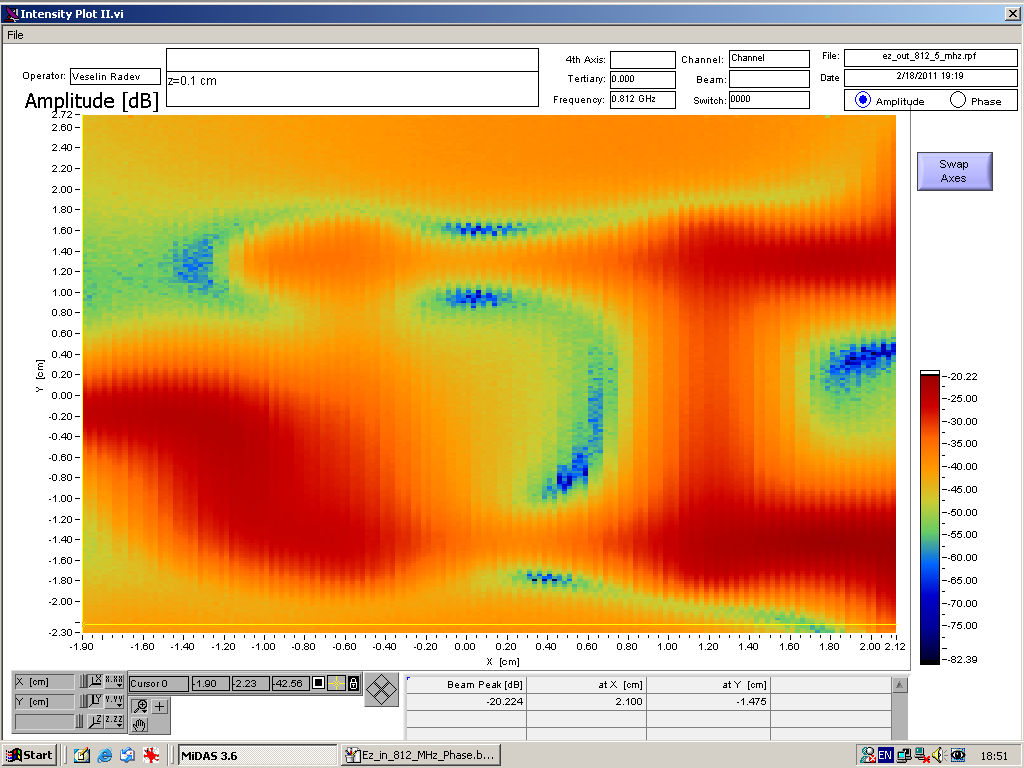 Intensity Plot II.vi
File
Operator: Veselin Radev
z=0.1 cm
4th Axis:
Tertiary: 0.000
Frequency: 0.812 GHz
Channel: Channel
Beam:
Switch: 0000
File: ez_out_812_5_mhz.rpf
Date 2/18/2011 19:19
Amplitude Phase
Amplitude [dB]
Swap
Axes
2.72
2.60
2.40
2.20
2.00
1.80
1.60
1.40
1.20
1.00
0.80
0.60
0.40
0.20
0.00
-0.20
-0.40
-0.60
-0.80
-1.00
-1.20
-1.40
-1.60
-1.80
-2.00
-2.30
Y [cm]
-1.90 -1.60 -1.40 -1.20 -1.00 -0.80 -0.60 -0.40 -0.20 0.00 0.20 0.40 0.60 0.80 1.00 1.20 1.40 1.60 1.80 2.00 2.12
X [cm]
-20.22
-25.00
-30.00
-35.00
-40.00
-45.00
-50.00
-55.00
-60.00
-65.00
-70.00
-75.00
-82.39
X [cm] X X.XX
Y [cm] Y Y.YY
Z Z.ZZ
Cursor 0 -1.90 -2.23 -42.56
Beam Peak [dB] at X [cm] at Y [cm]
-20.224 2.100 -1.475
Start MiDAS 3.6 Ez_in_812_MHz_Phase.b... EN 18:51